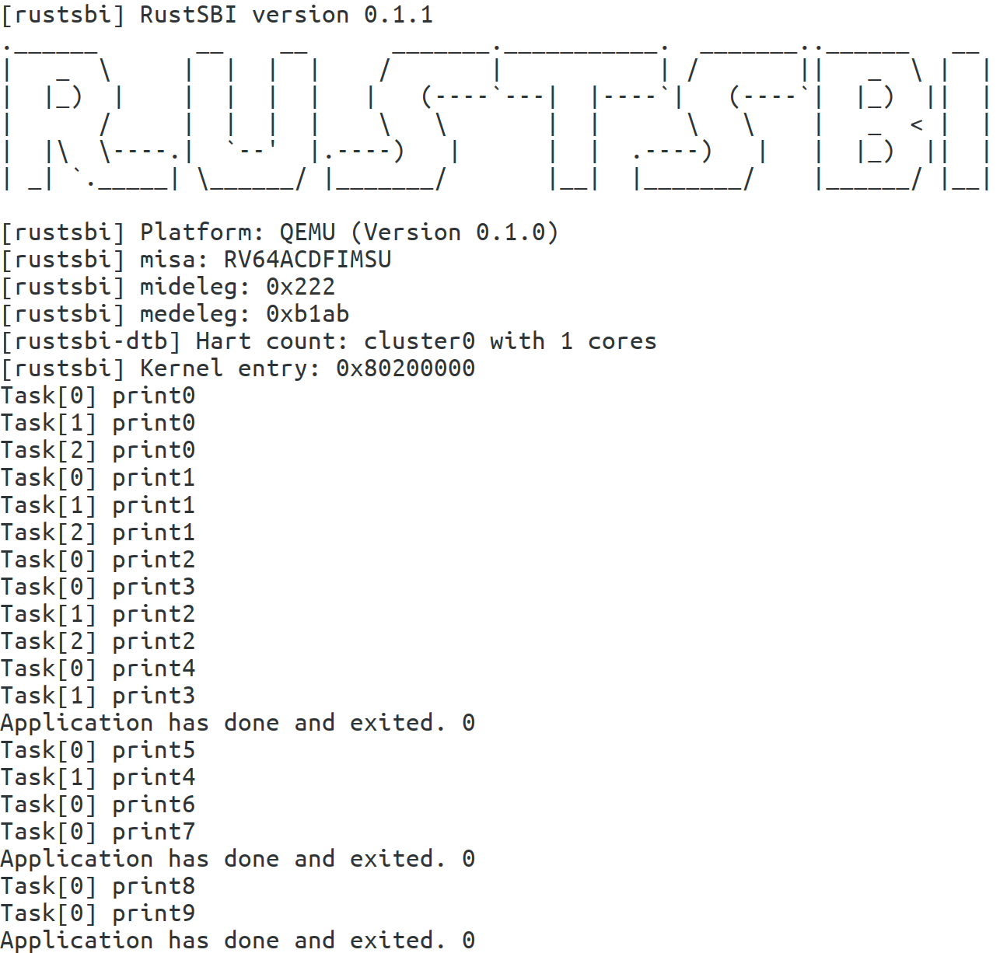 [rustsbi] RustSBI version 0.1.1
.______       __    __      _______.___________.  _______..______   __
|   _  \     |  |  |  |    /       |           | /       ||   _  \ |  |
|  |_)  |    |  |  |  |   |   (----`---|  |----`|   (----`|  |_)  ||  |
|      /     |  |  |  |    \   \       |  |      \   \    |   _  < |  |
|  |\  \----.|  `--'  |.----)   |      |  |  .----)   |   |  |_)  ||  |
| _| `._____| \______/ |_______/       |__|  |_______/    |______/ |__|
[rustsbi] Platform: QEMU (Version 0.1.0)
[rustsbi] misa: RV64ACDFIMSU
[rustsbi] mideleg: 0x222
[rustsbi] medeleg: 0xb1ab
[rustsbi-dtb] Hart count: cluster0 with 1 cores
[rustsbi] Kernel entry: 0x80200000
Task[0] print0
Task[1] print0
Task[2] print0
Task[0] print1
Task[1] print1
Task[2] print1
Task[0] print2
Task[0] print3
Task[1] print2
Task[2] print2
Task[0] print4
Task[1] print3
Application has done and exited. 0
Task[0] print5
Task[1] print4
Task[0] print6
Task[0] print7
Application has done and exited. 0
Task[0] print8
Task[0] print9
Application has done and exited. 0